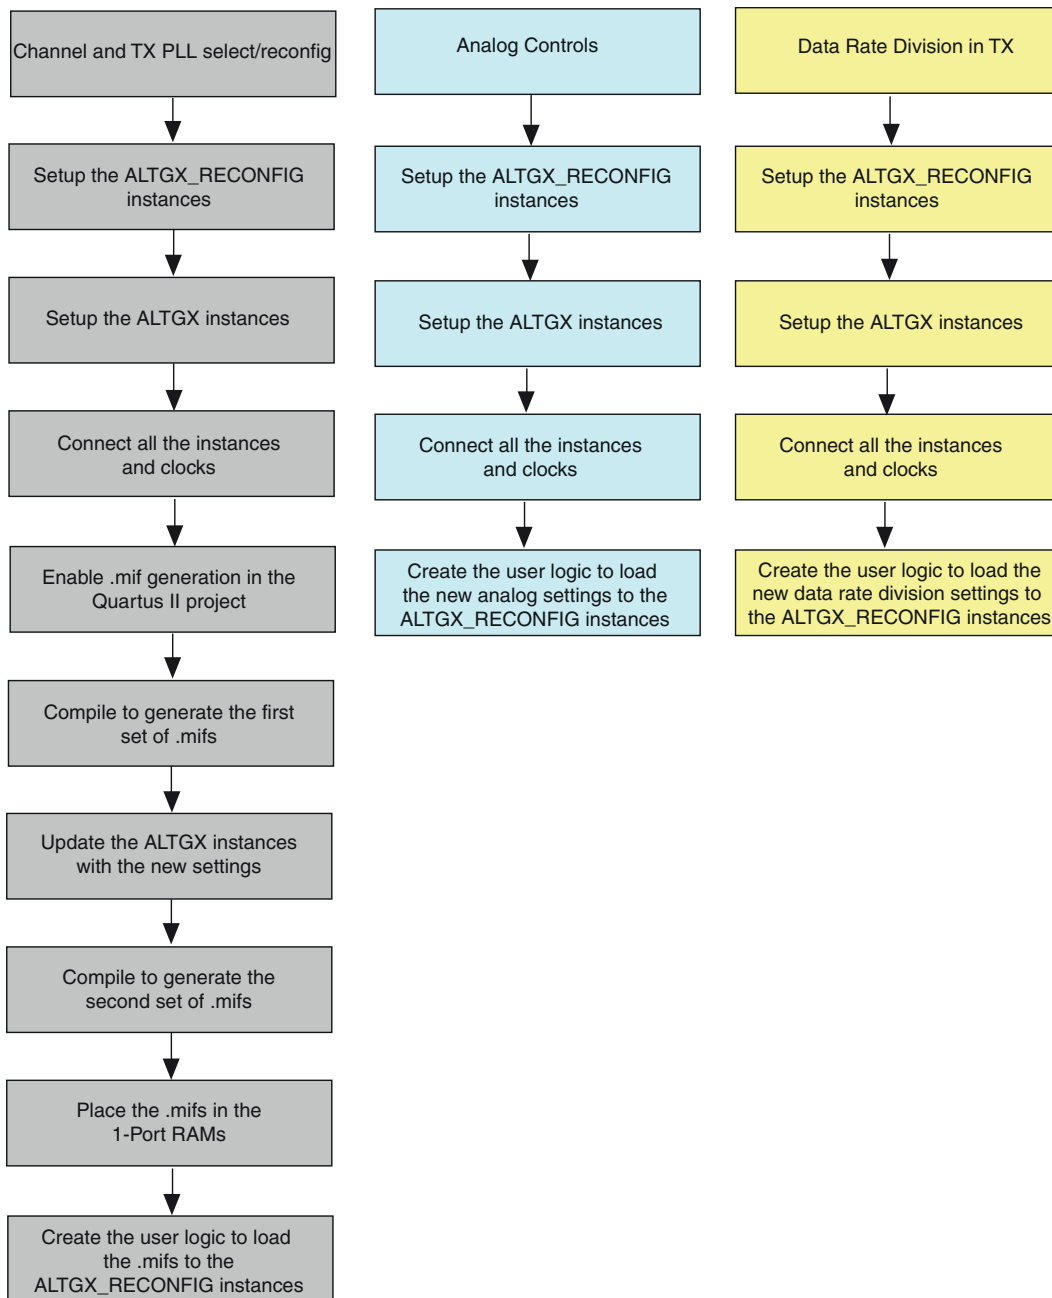 Channel and TX PLL select/reconfig
Setup the ALTGX_RECONFIG
instances
Setup the ALTGX instances
Connect all the instances
and clocks
Enable .mif generation in the
Quartus II project
Compile to generate the first
set of .mifs
Update the ALTGX instances
with the new settings
Compile to generate the
second set of .mifs
Place the .mifs in the
1-Port RAMs
Create the user logic to load
the .mifs to the
ALTGX_RECONFIG instances
Analog Controls
Setup the ALTGX_RECONFIG
instances
Setup the ALTGX instances
Connect all the instances
and clocks
Create the user logic to load
the new analog settings to the
ALTGX_RECONFIG instances
Data Rate Division in TX
Setup the ALTGX_RECONFIG
instances
Setup the ALTGX instances
Connect all the instances
and clocks
Create the user logic to load the
new data rate division settings to
the ALTGX_RECONFIG instances